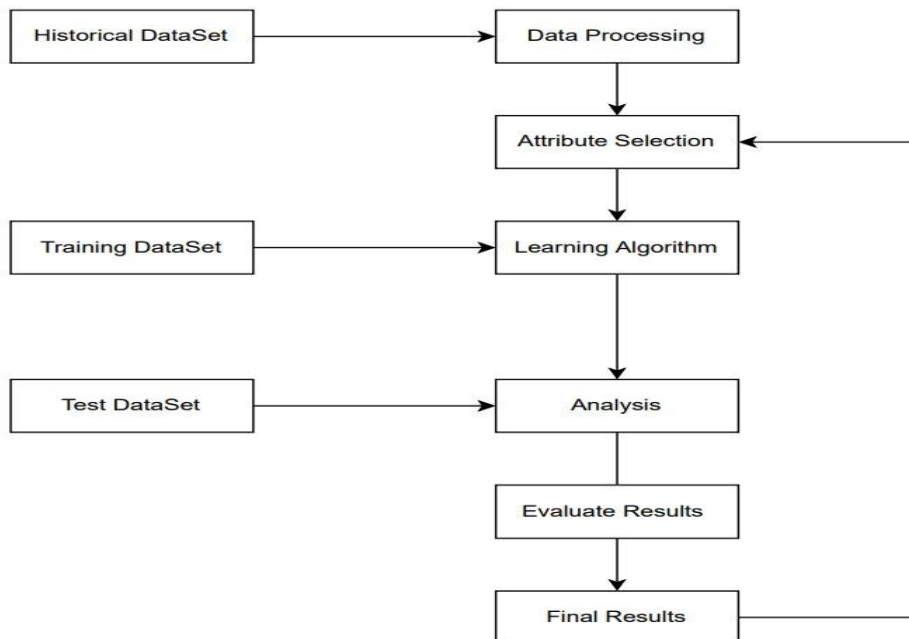 Historical DataSet
Data Processing
Attribute Selection
Training DataSet
Learning Algorithm
Test DataSet
Analysis
Evaluate Results
Final Results